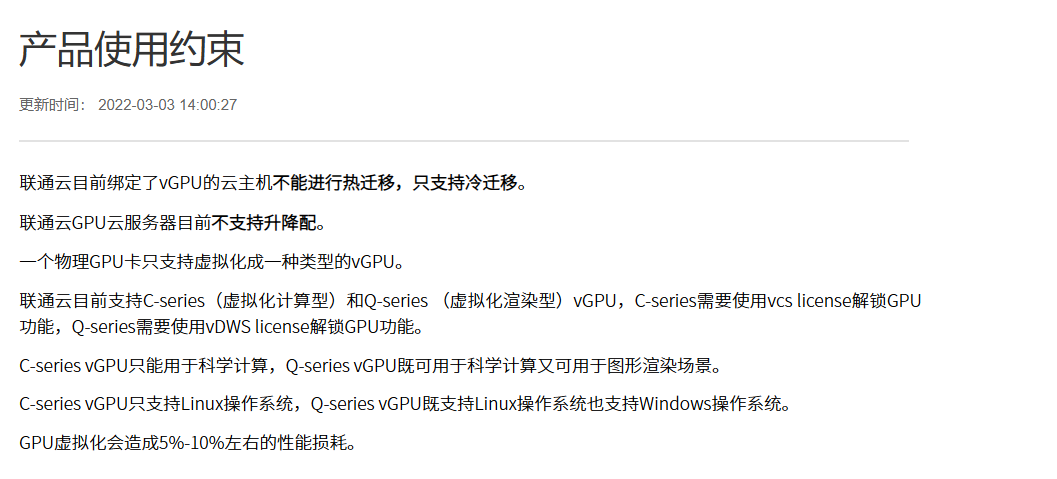 产品使用约束
更新时间： 2022-03-03 14:00:27
联通云目前绑定了vGPU的云主机不能进行热迁移，只支持冷迁移。
联通云GPU云服务器目前不支持升降配。
一个物理GPU卡只支持虚拟化成一种类型的vGPU。
联通云目前支持C-series（虚拟化计算型）和Q-series （虚拟化渲染型）vGPU，C-series需要使用vcs license解锁GPU
功能，Q-series需要使用vDWS license解锁GPU功能。
C-series vGPU只能用于科学计算，Q-series vGPU既可用于科学计算又可用于图形渲染场景。
C-series vGPU只支持Linux操作系统，Q-series vGPU既支持Linux操作系统也支持Windows操作系统。
GPU虚拟化会造成5%-10%左右的性能损耗。